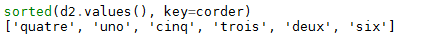 sorted(d2.values(), key=corder)
['quatre', 'uno', 'cinq', 'trois', 'deux', 'six']